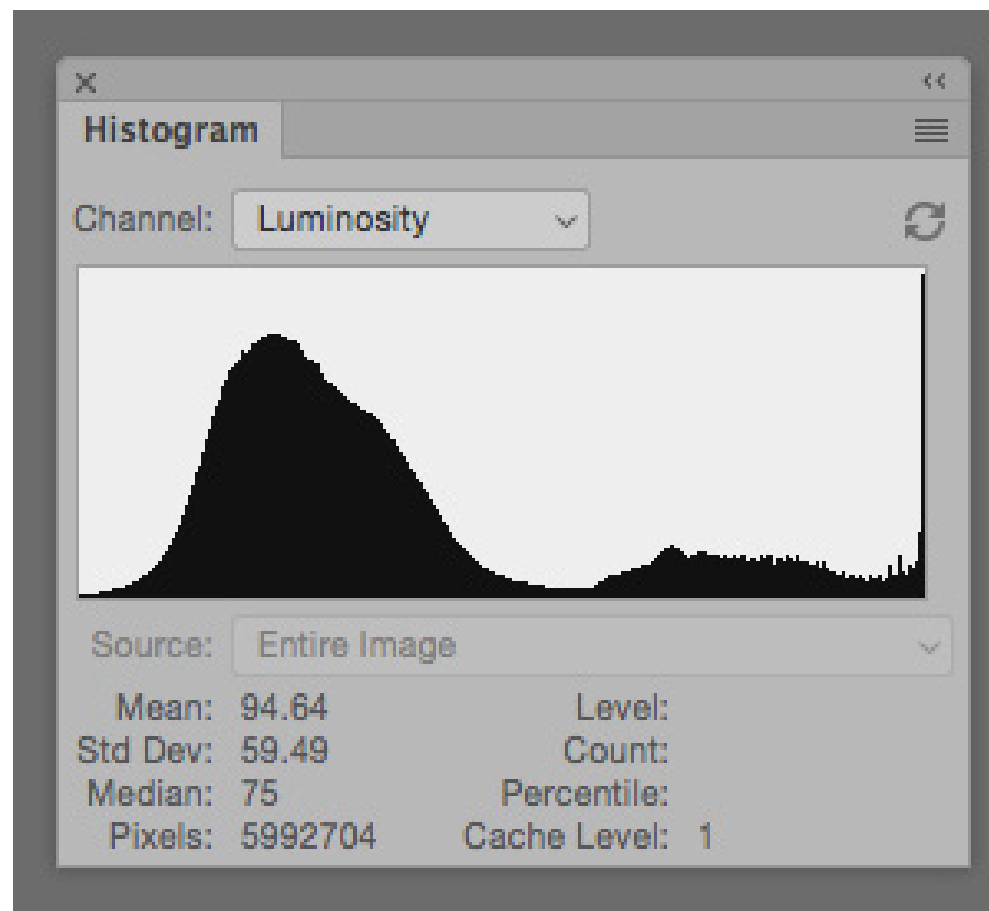 Histogram
Channel: Luminosity
Source: Entire Image
Mean: 94.64 Level:
Std Dev: 59.49 Count:
Median: 75 Percentile:
Pixels: 5992704 Cache Level: 1